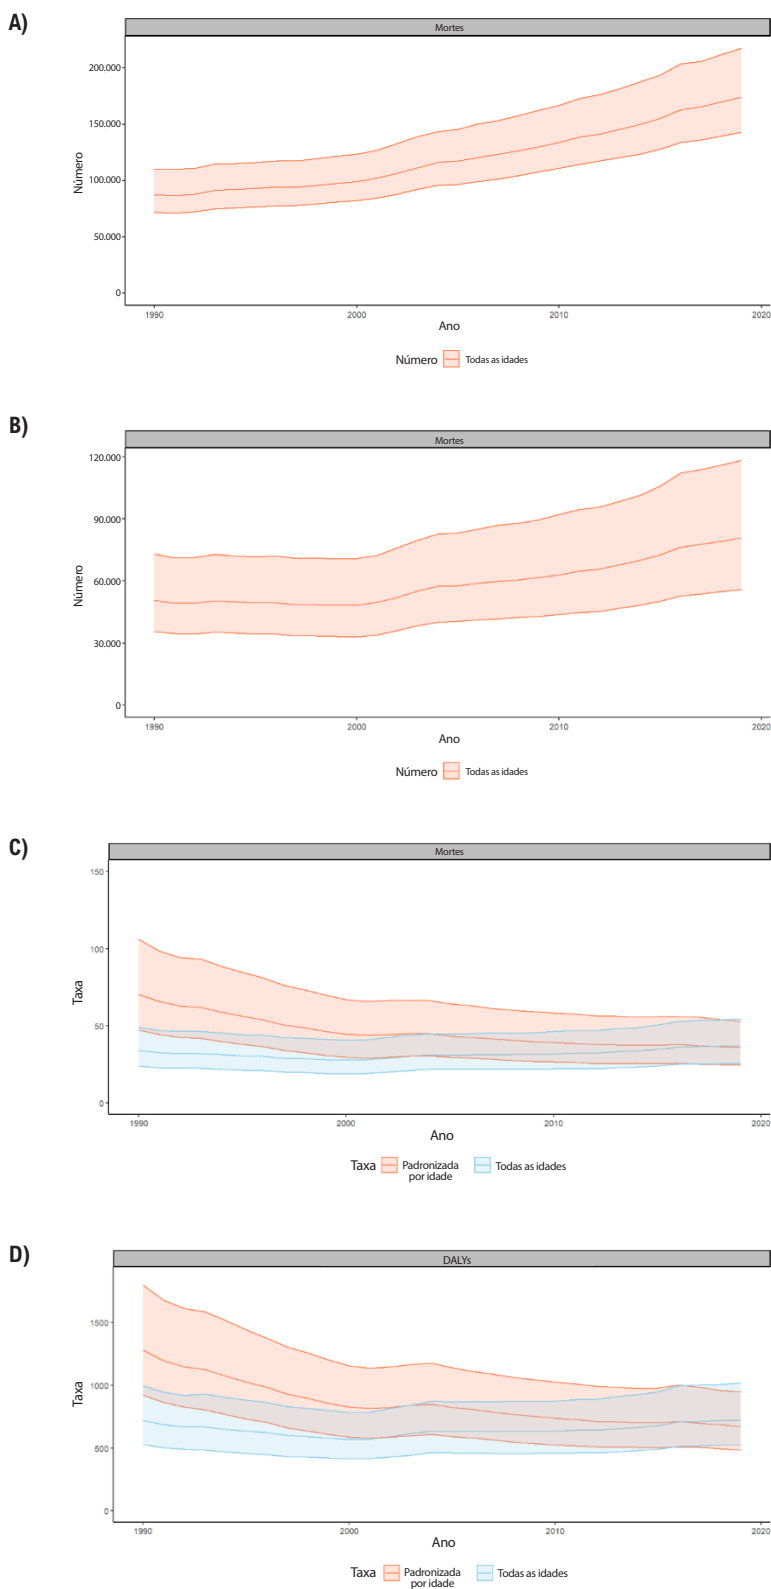 A)
Mortes
Número
200.000
150.000
100.000
50.000
0
1990
2000
2010
2020
Ano
Número
Todas as idades
B)
Mortes
Número
120.000
90.000
60.000
30.000
0
1990
2000
2010
2020
Ano
Número
Todas as idades
C)
Mortes
Taxa
150
100
50
0
1990
2000
2010
2020
Ano
Taxa
Padronizada
por idade
Todas as idades
D)
DALYs
Taxa
1500
1000
500
0
1990
2000
2010
2020
Ano
Taxa
Padronizada
por idade
Todas as idades